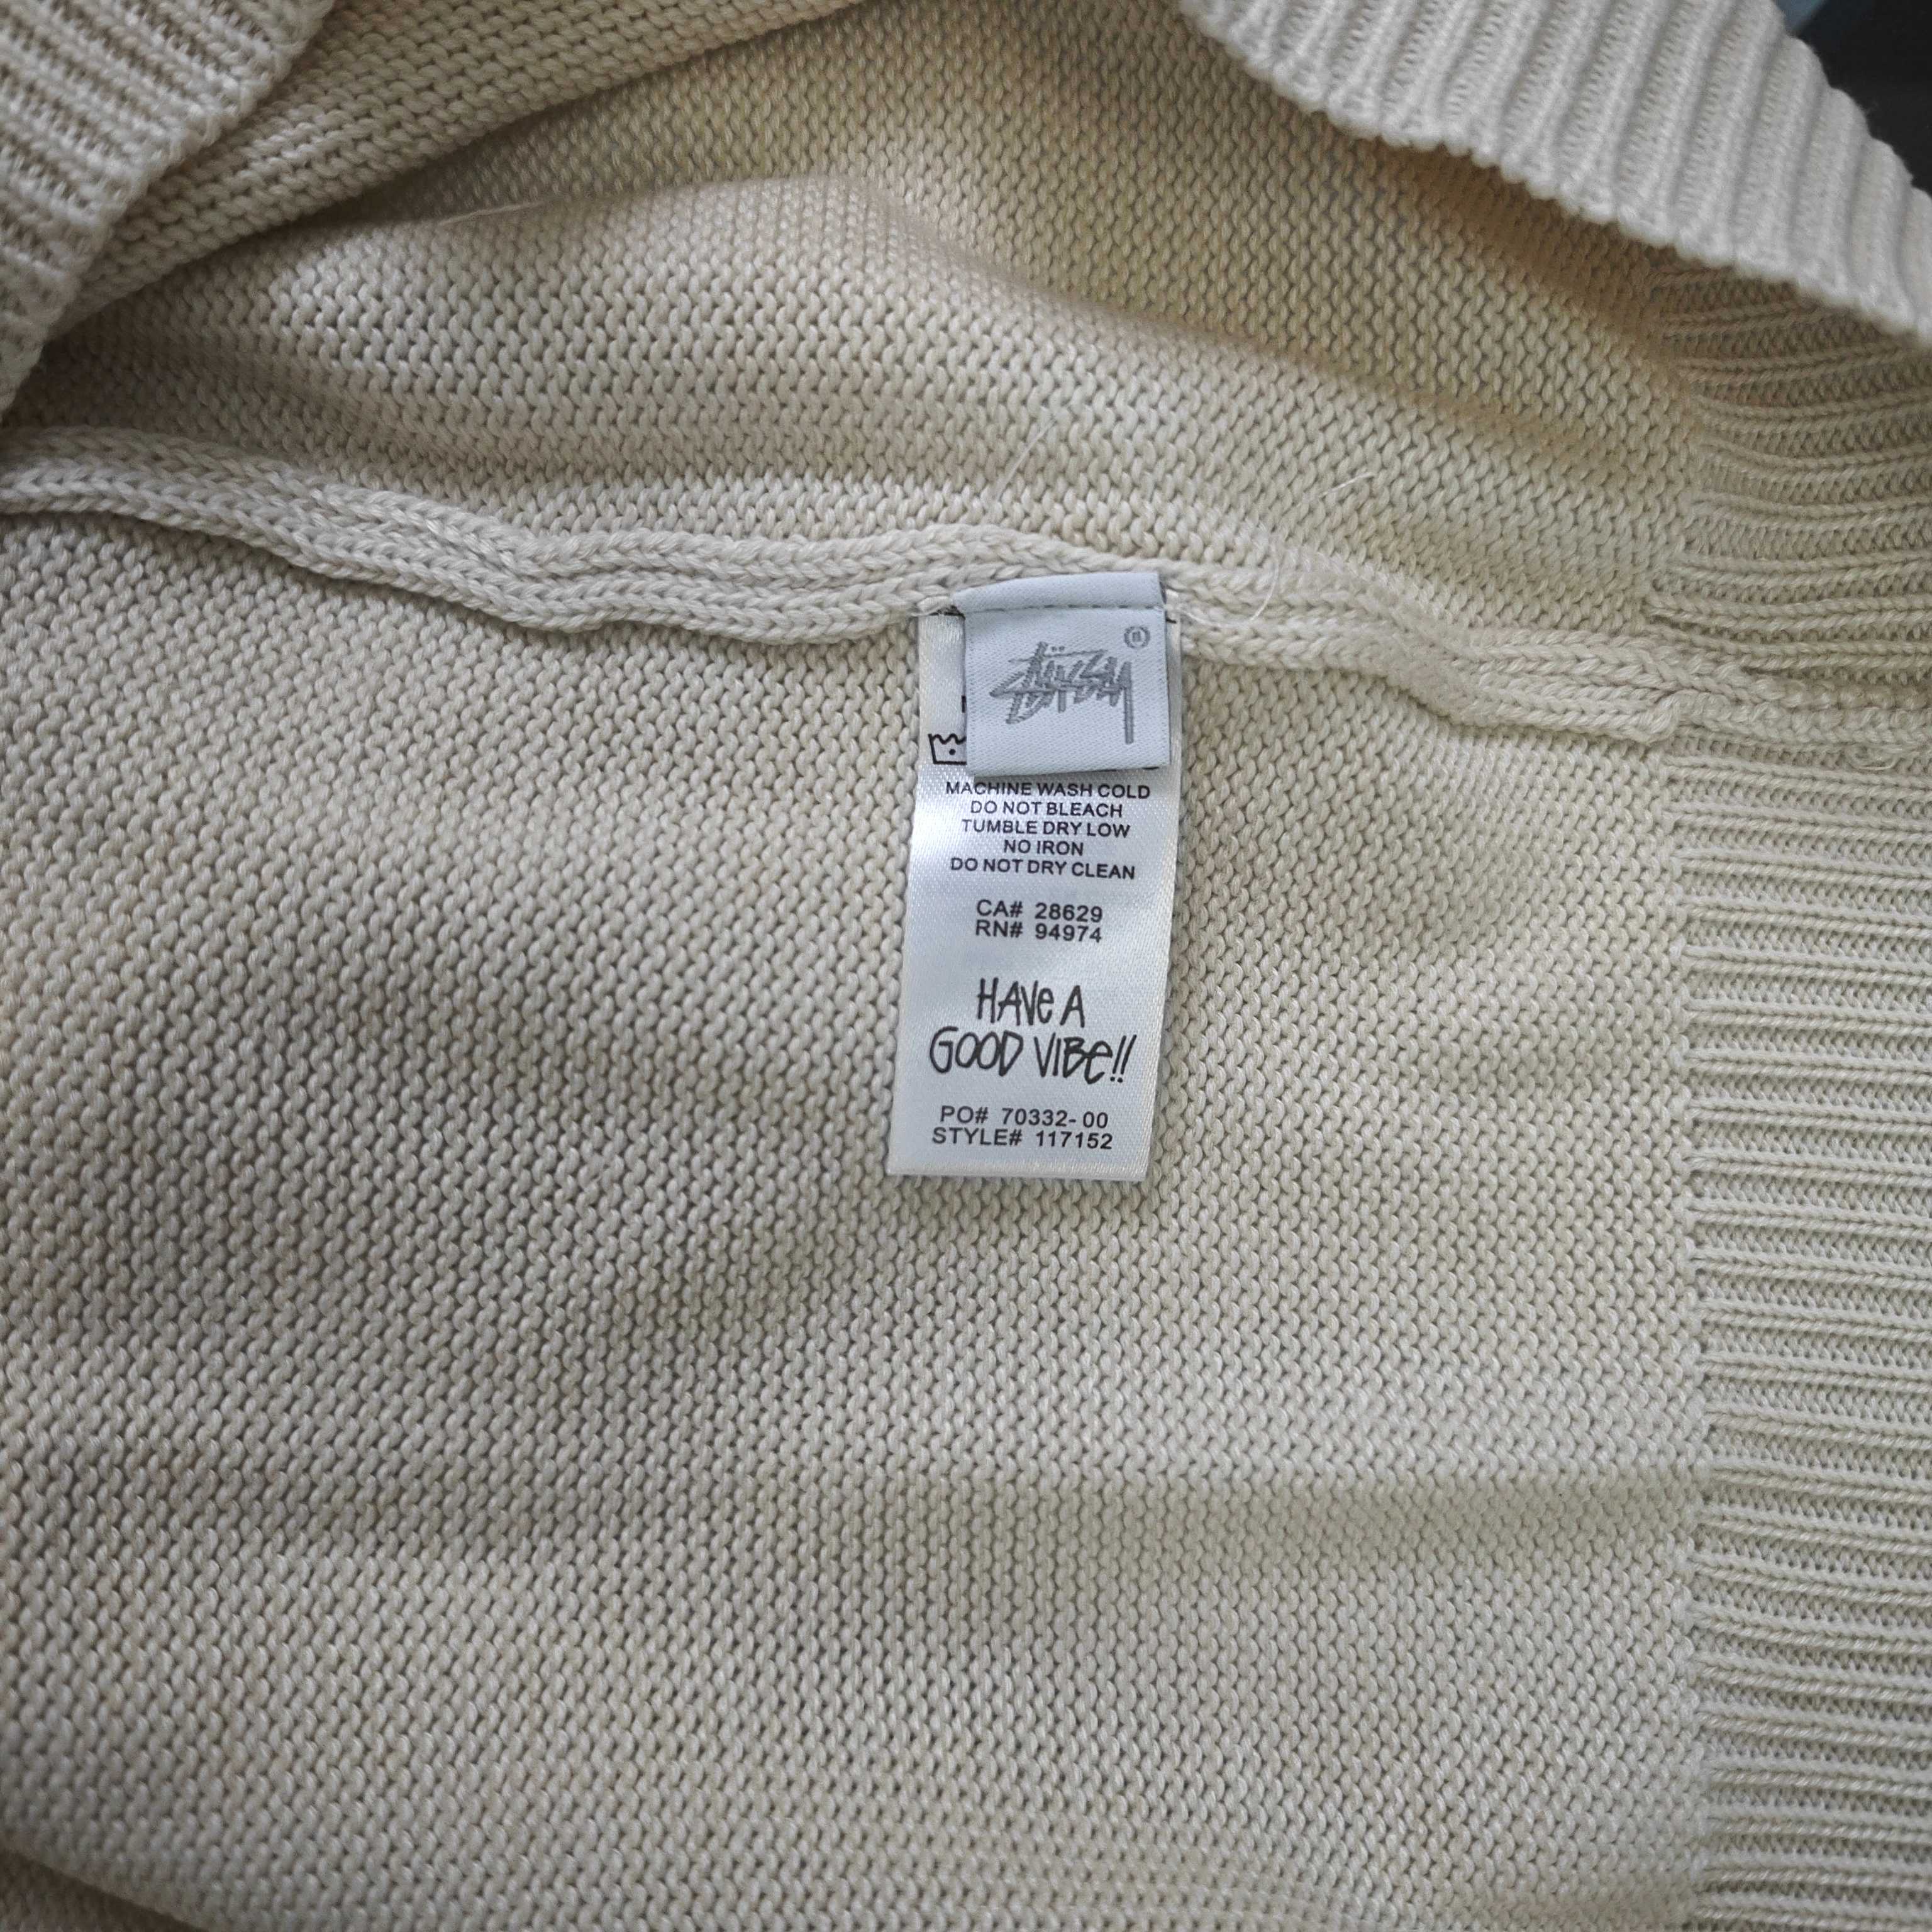 STÜSSY ®
MACHINE WASH COLD
DO NOT BLEACH
TUMBLE DRY LOW
NO IRON
DO NOT DRY CLEAN
CA# 28629
RN# 94974
HAVe A
GOOD VIBe!!
PO# 70332-00
STYLE# 117152